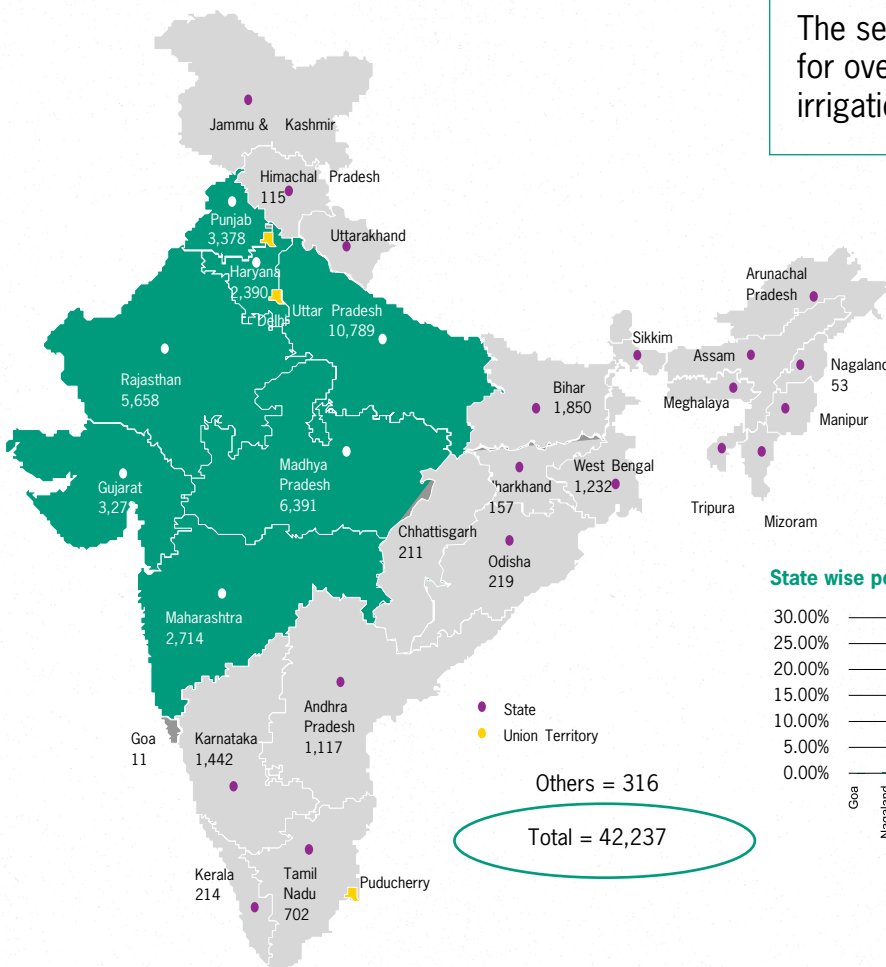 The se
for ove
irrigatio
Jammu & Kashmir
Himachal Pradesh
115
Punjab
3,378
Uttarakhand
Haryana
2,390
Delhi
Uttar Pradesh
10,789
Rajasthan
5,658
Bihar
1,850
Sikkim
Arunachal
Pradesh
Assam
Nagaland
53
Meghalaya
Manipur
Tripura
Mizoram
Gujarat
3,27
Madhya
Pradesh
6,391
Jharkhand
157
West Bengal
1,232
Chhattisgarh
211
Odisha
219
Maharashtra
2,714
Goa
11
Karnataka
1,442
Andhra
Pradesh
1,117
Kerala
214
Tamil
Nadu
702
Puducherry
State
Union Territory
Others = 316
Total = 42,237
State wise pe
30.00%
25.00%
20.00%
15.00%
10.00%
5.00%
0.00%
Goa
Nagaland